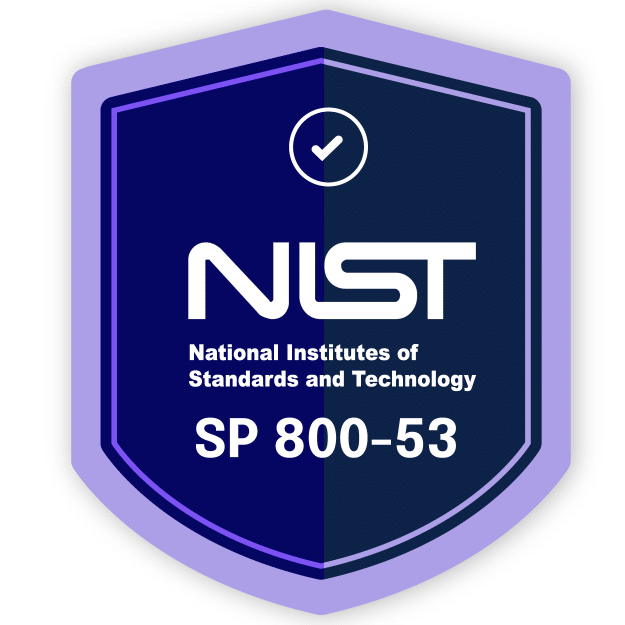 NIST
National Institutes of
Standards and Technology
SP 800-53